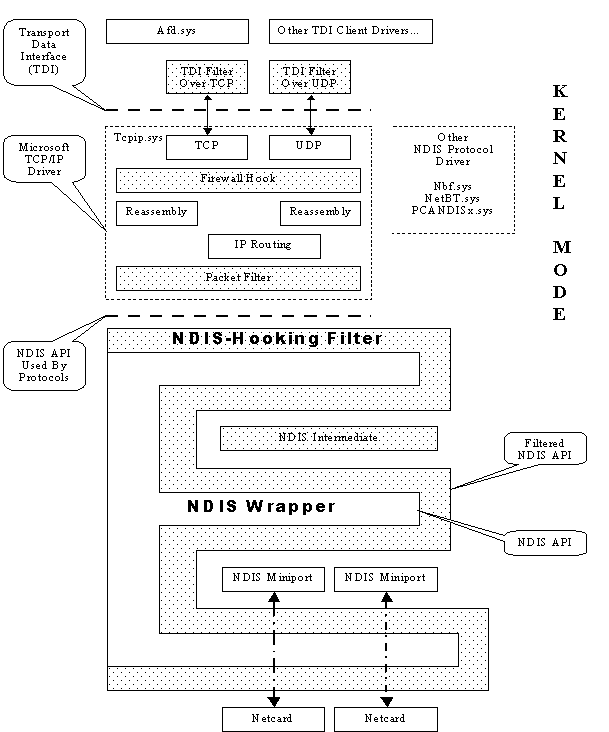 Transport
Data
Interface
(TDI)
Afd.sys
Other TDI Client Drivers...
TDI Filter
Over TCP
TDI Filter
Over UDP
Microsoft
TCP/IP
Driver
Tcpip.sys
TCP
UDP
Firewall Hook
Reassembly
Reassembly
IP Routing
Packet Filter
Other
NDIS Protocol
Driver
Nbf.sys
NetBT.sys
PCANDISx.sys
KERNEL MODE
NDIS API
Used By
Protocols
NDIS-Hooking Filter
NDIS Intermediate
Filtered
NDIS API
NDIS Wrapper
NDIS API
NDIS Miniport
NDIS Miniport
Netcard
Netcard